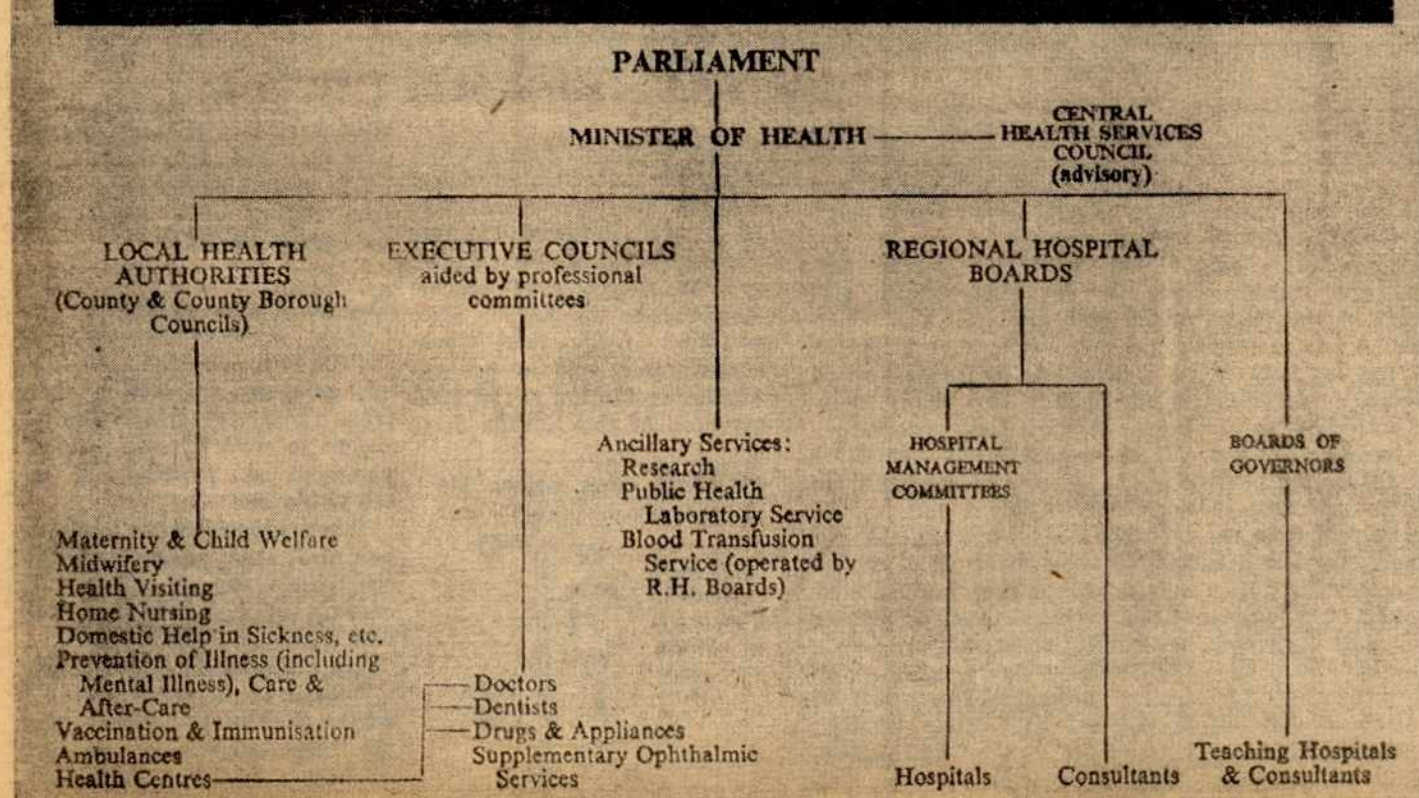 PARLIAMENT
MINISTER OF HEALTH
CENTRAL
HEALTH SERVICES
COUNCIL
(advisory)
LOCAL HEALTH
AUTHORITIES
(County & County Borough
Councils)
EXECUTIVE COUNCILS
aided by professional
committees
REGIONAL HOSPITAL
BOARDS
Ancillary Services:
Research
Public Health
Laboratory Service
Blood Transfusion
Service (operated by
R.H. Boards)
HOSPITAL
MANAGEMENT
COMMITTEES
BOARDS OF
GOVERNORS
Maternity & Child Welfare
Midwifery
Health Visiting
Home Nursing
Domestic Help in Sickness, etc.
Prevention of Illness (including
Mental Illness), Care &
After-Care
Vaccination & Immunisation
Ambulances
Health Centres
Doctors
Dentists
Drugs & Appliances
Supplementary Ophthalmic
Services
Hospitals
Consultants
Teaching Hospitals
& Consultants